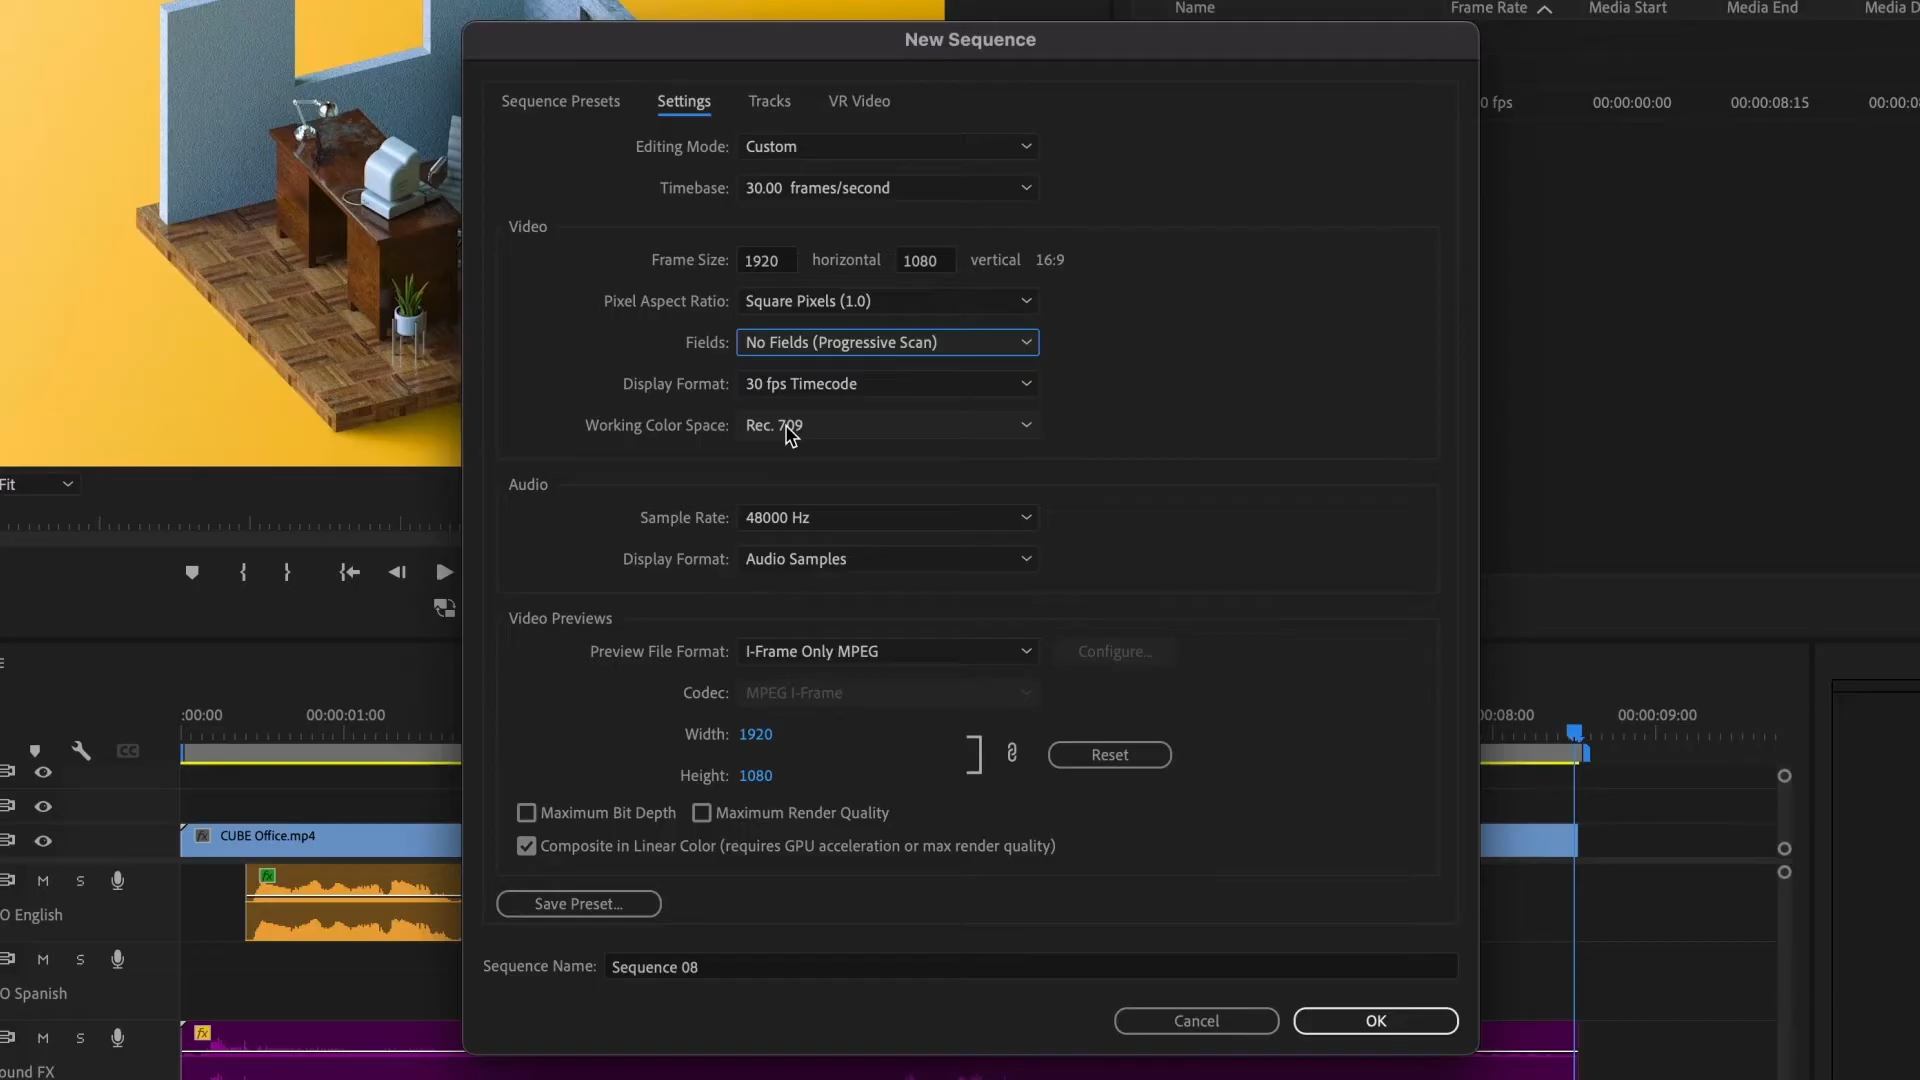 Name Frame Rate Media Start Media End Media D
New Sequence
Sequence Presets Settings Tracks VR Video
0 fps 00:00:00:00 00:00:08:15 00:00:0
Editing Mode: Custom
Timebase: 30.00 frames/second
Video
Frame Size: 1920 horizontal 1080 vertical 16:9
Pixel Aspect Ratio: Square Pixels (1.0)
Fields: No Fields (Progressive Scan)
Display Format: 30 fps Timecode
Working Color Space: Rec. 709
Fit
Audio
Sample Rate: 48000 Hz
Display Format: Audio Samples
Video Previews
Preview File Format: I-Frame Only MPEG Configure...
Codec: MPEG I-Frame
:00:00 00:00:01:00 00:08:00 00:00:09:00
Width: 1920
Height: 1080
Reset
CC
Maximum Bit Depth Maximum Render Quality
fx CUBE Office.mp4
Composite in Linear Color (requires GPU acceleration or max render quality)
M S fx
O English
Save Preset...
M S
Sequence Name: Sequence 08
O Spanish
Cancel OK
M S fx
ound FX